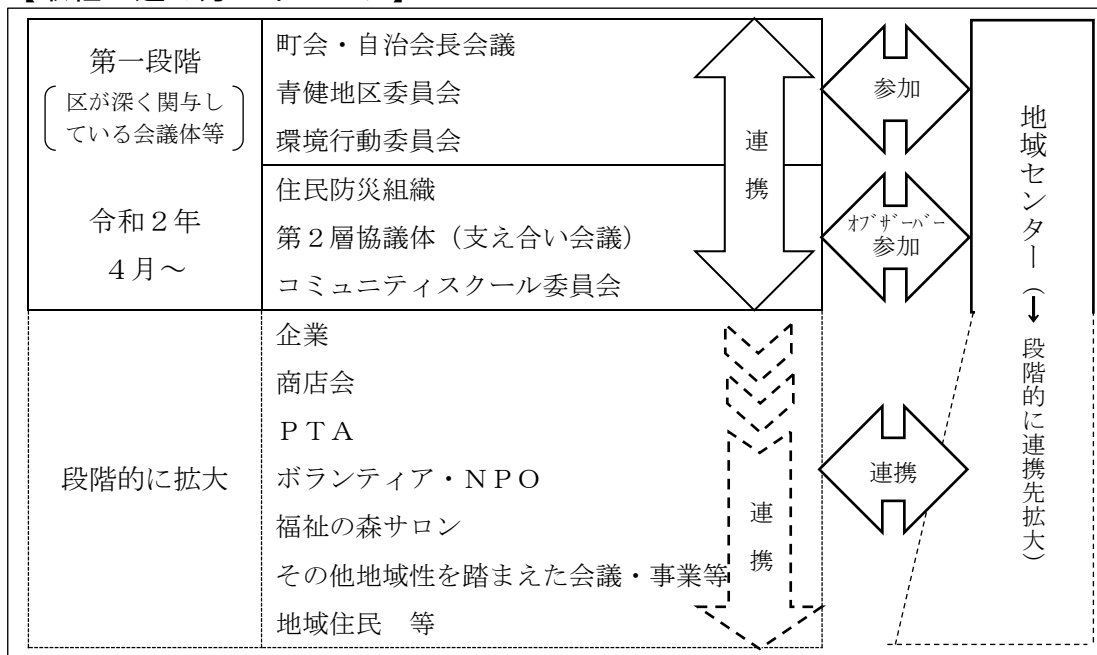 第一段階
区が深く関与し
ている会議体等
令和２年
４月～
町会・自治会長会議
青健地区委員会
環境行動委員会
住民防災組織
第２層協議体（支え合い会議）
コミュニティスクール委員会
連携
参加
ｵﾌﾞｻﾞｰﾊﾞｰ
参加
地域センター（➡段階的に連携先拡大）
段階的に拡大
企業
商店会
ＰＴＡ
ボランティア・ＮＰＯ
福祉の森サロン
その他地域性を踏まえた会議・事業等
地域住民　等
連携
連携